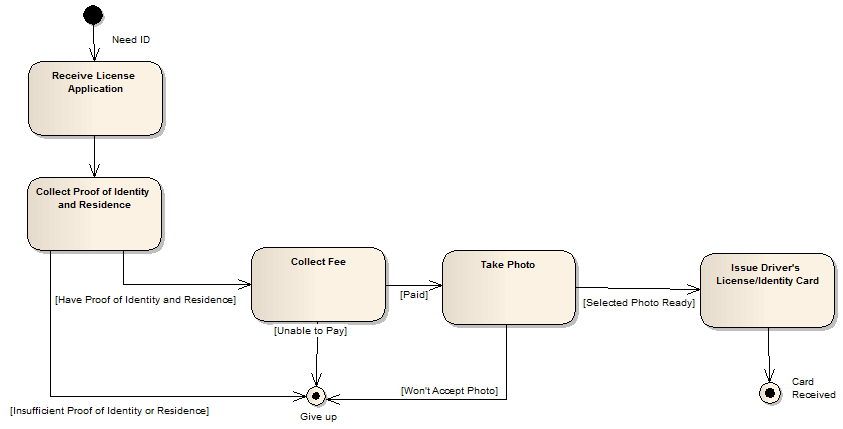 Need ID
Receive License
Application
Collect Proof of Identity
and Residence
Collect Fee
Take Photo
Issue Driver's
License/Identity Card
[Have Proof of Identity and Residence]
[Paid]
[Selected Photo Ready]
[Unable to Pay]
[Won't Accept Photo]
[Insufficient Proof of Identity or Residence]
Give up
Card
Received